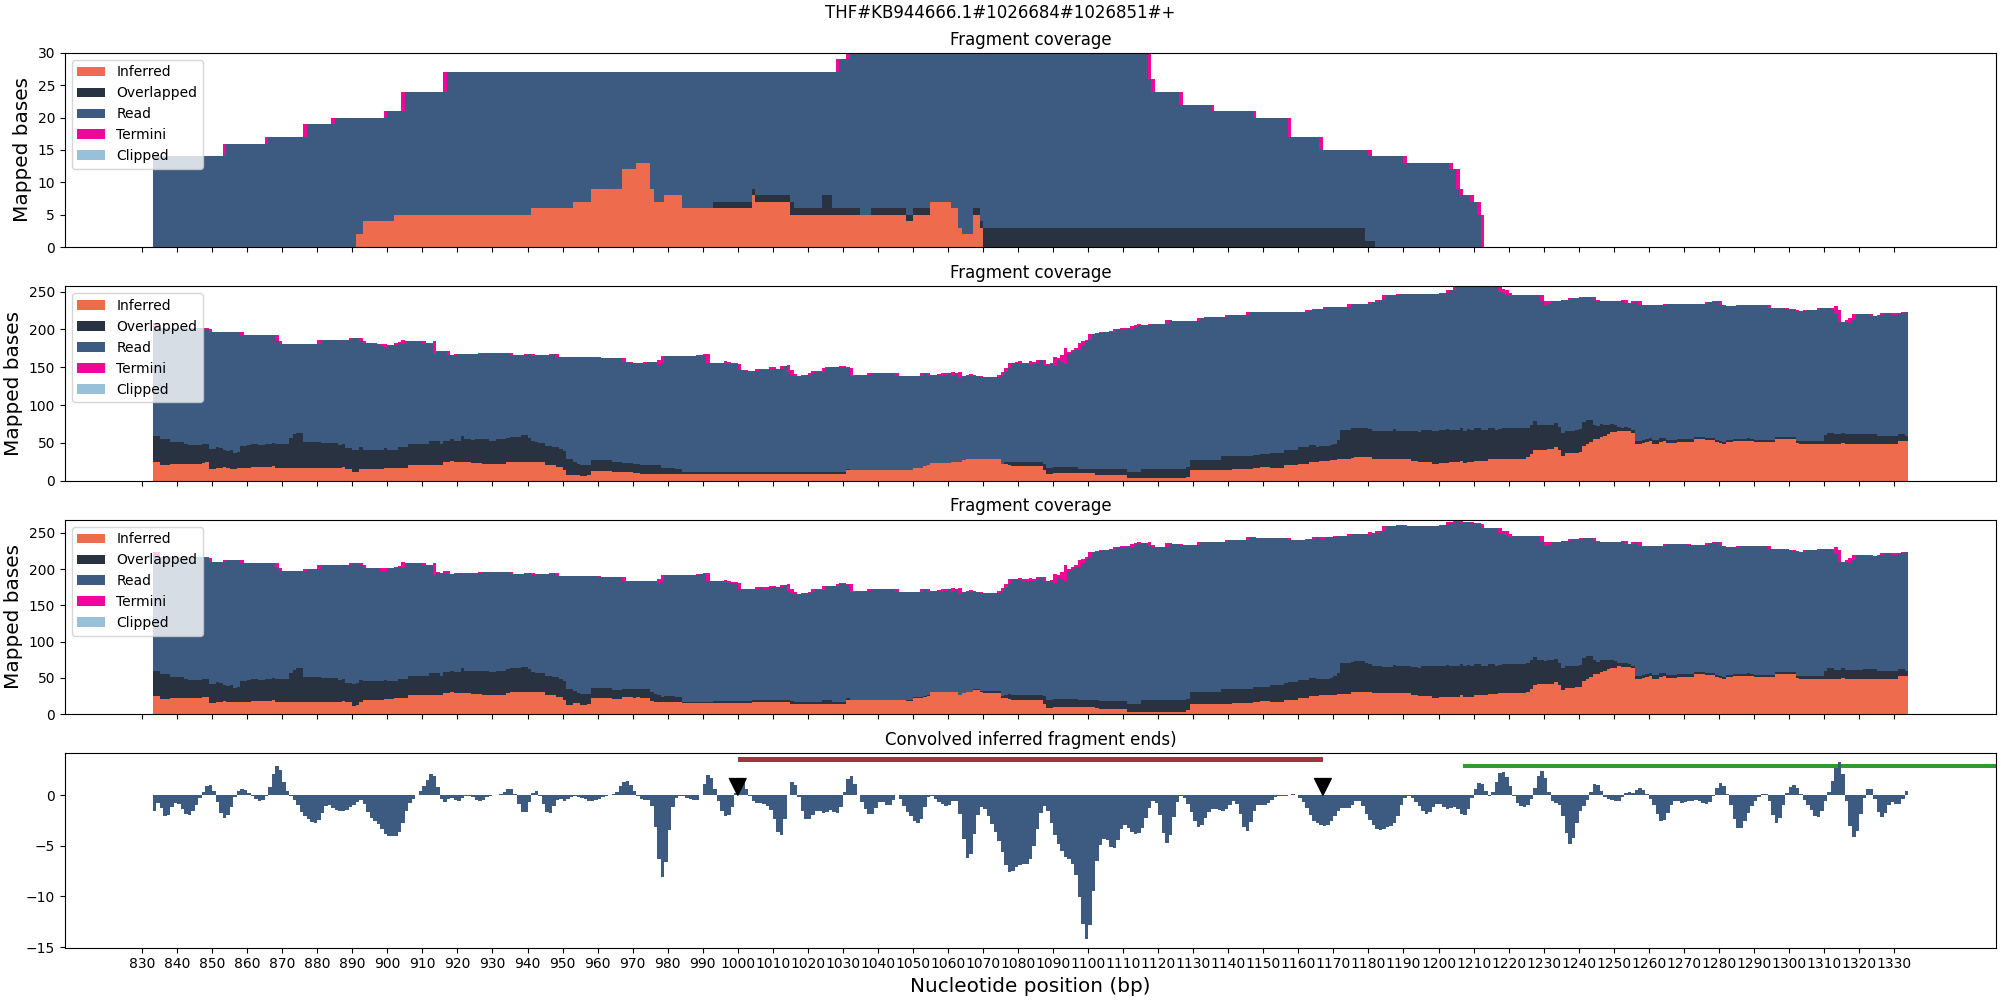 THF#KB944666.1#1026684#1026851#+
Fragment coverage
Mapped bases
30
25
20
15
10
5
0
Inferred
Overlapped
Read
Termini
Clipped
Fragment coverage
Mapped bases
250
200
150
100
50
0
Inferred
Overlapped
Read
Termini
Clipped
Fragment coverage
Mapped bases
250
200
150
100
50
0
Inferred
Overlapped
Read
Termini
Clipped
Convolved inferred fragment ends)
0
−5
−10
−15
830 840 850 860 870 880 890 900 910 920 930 940 950 960 970 980 990 1000 1010 1020 1030 1040 1050 1060 1070 1080 1090 1100 1110 1120 1130 1140 1150 1160 1170 1180 1190 1200 1210 1220 1230 1240 1250 1260 1270 1280 1290 1300 1310 1320 1330
Nucleotide position (bp)